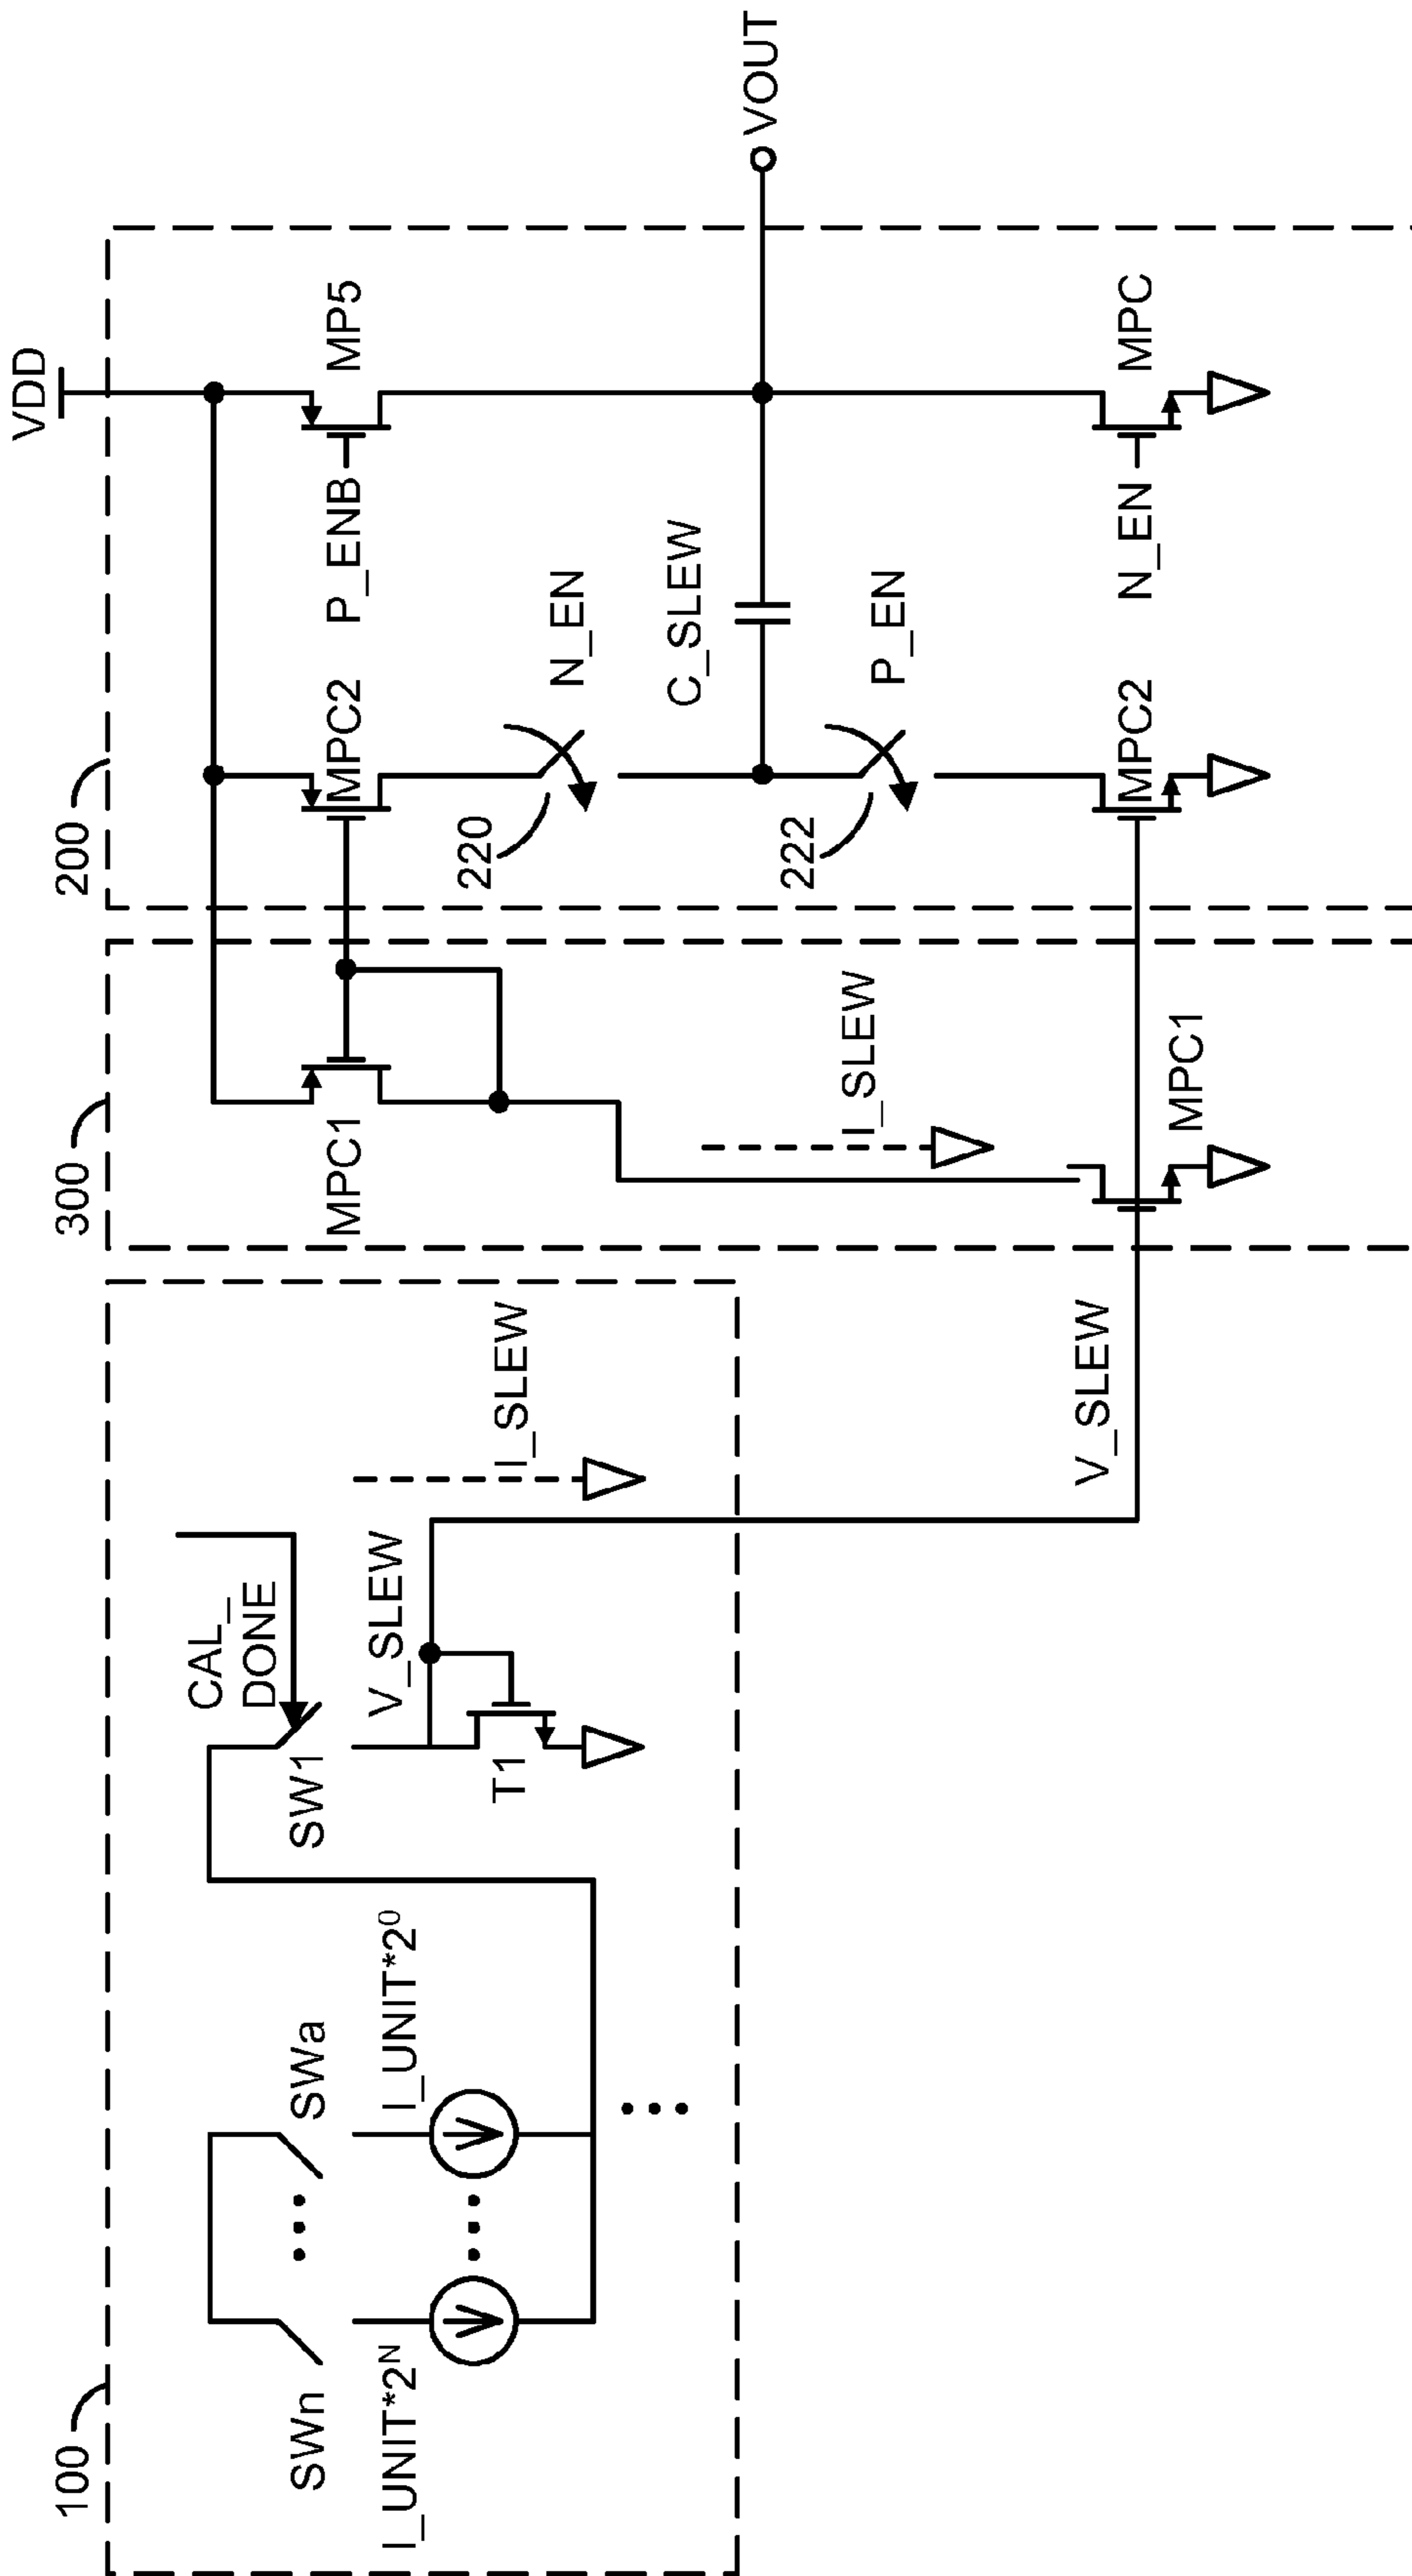 100
SWn
I_UNIT*2^N
SWa
I_UNIT*2^0
SW1
CAL_
DONE
V_SLEW
T1
I_SLEW
V_SLEW
300
MPC1
I_SLEW
MPC1
200
VDD
MPC2
P_ENB
MP5
220
N_EN
C_SLEW
222
P_EN
MPC2
N_EN
MPC
VOUT